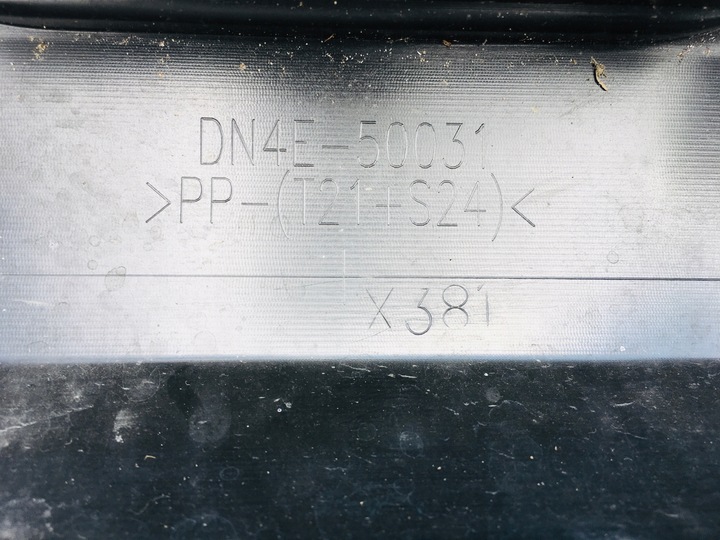 DN4E-50031
>PP-(T21+S24)<
X381